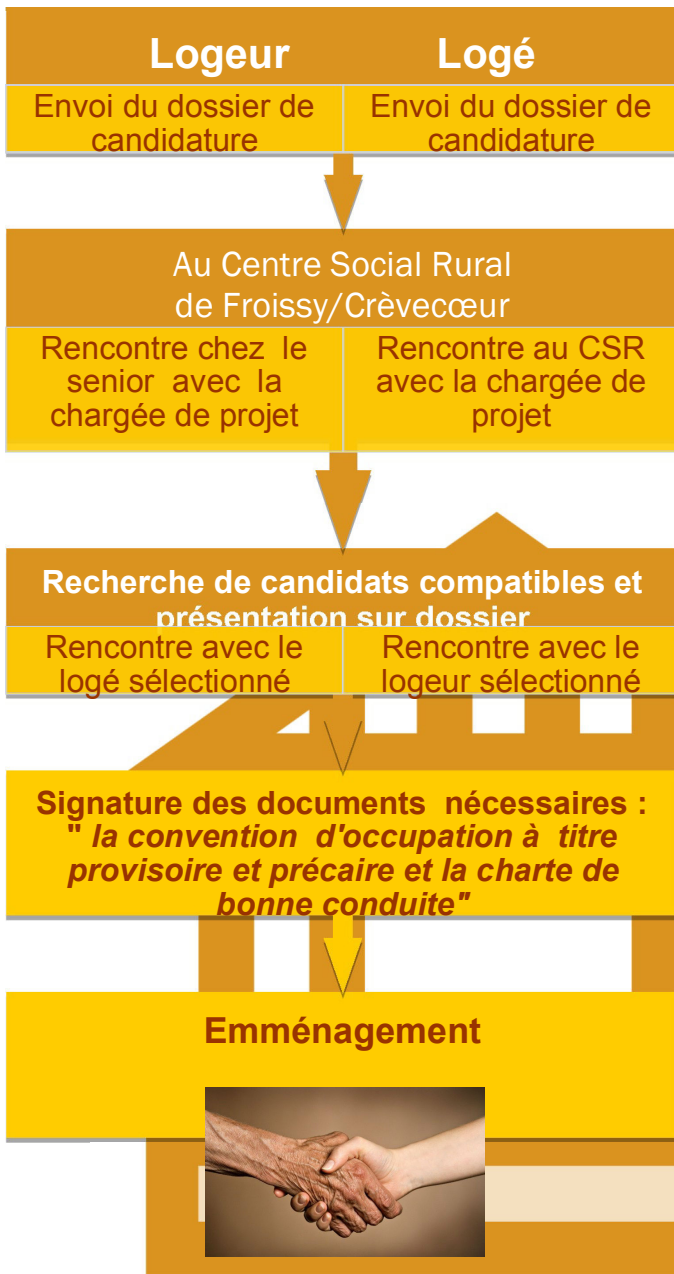 Logeur Logé
Envoi du dossier de
candidature
Envoi du dossier de
candidature
Au Centre Social Rural
de Froissy/Crèvecœur
Rencontre chez le
senior avec la
chargée de projet
Rencontre au CSR
avec la chargée de
projet
Recherche de candidats compatibles et
présentation sur dossier
Rencontre avec le
logé sélectionné
Rencontre avec le
logeur sélectionné
Signature des documents nécessaires :
" la convention d'occupation à titre
provisoire et précaire et la charte de
bonne conduite"
Emménagement